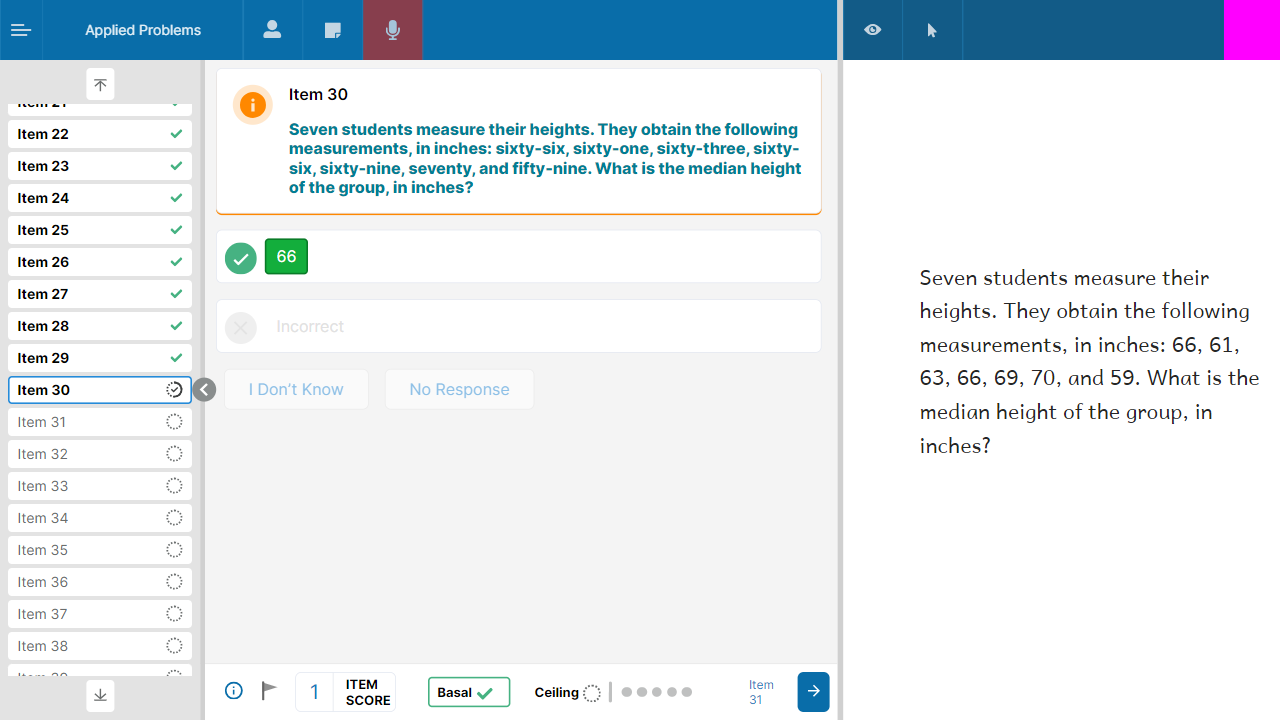 Applied Problems
Item 21
Item 22
Item 23
Item 24
Item 25
Item 26
Item 27
Item 28
Item 29
Item 30
Item 31
Item 32
Item 33
Item 34
Item 35
Item 36
Item 37
Item 38
Item 30
Seven students measure their heights. They obtain the following
measurements, in inches: sixty-six, sixty-one, sixty-three, sixty-
six, sixty-nine, seventy, and fifty-nine. What is the median height
of the group, in inches?
66
Incorrect
I Don't Know
No Response
1
ITEM
SCORE
Basal
Ceiling
Item
31
Seven students measure their
heights. They obtain the following
measurements, in inches: 66, 61,
63, 66, 69, 70, and 59. What is the
median height of the group, in
inches?